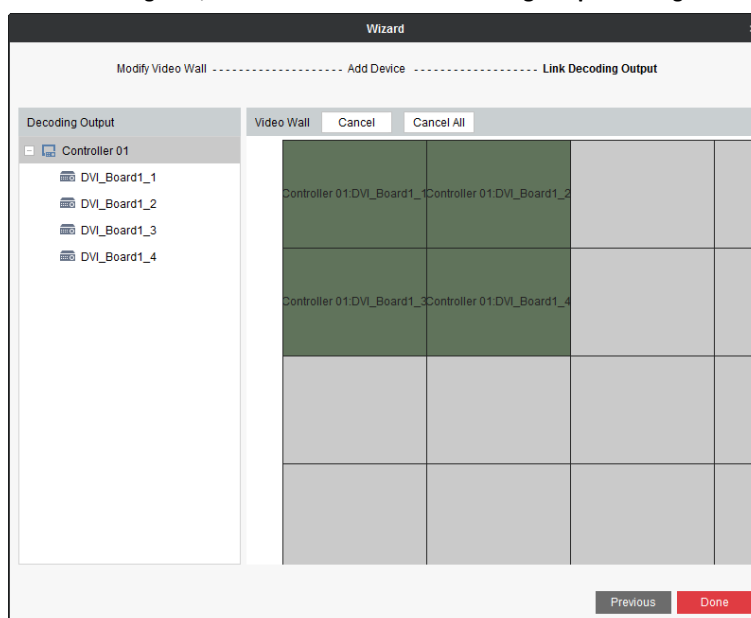 Wizard
Modify Video Wall ------------------- Add Device ------------------ Link Decoding Output
Decoding Output
Video Wall Cancel Cancel All
Controller 01
DVI_Board1_1
DVI_Board1_2
DVI_Board1_3
DVI_Board1_4
Controller 01:DVI_Board1_1 Controller 01:DVI_Board1_2
Controller 01:DVI_Board1_3 Controller 01:DVI_Board1_4
Previous Done